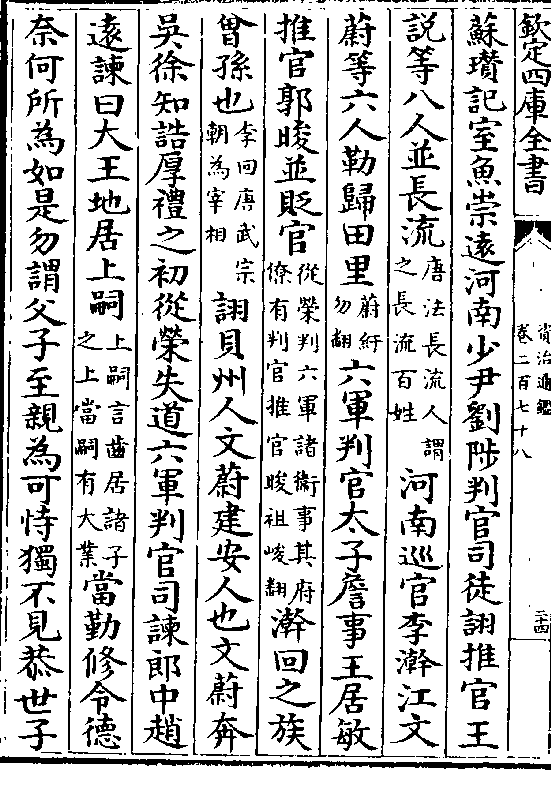 欽定四庫全書
資治通鑑
卷二百七十八
三十四
蘇瓚記室魚崇遠河南少尹劉陟判官司徒詡推官王
説等八人並長流唐法長流人謂之長流百姓河南巡官李澣江文
蔚等六人勒歸田里蔚紆勿翻六軍判官太子詹事王居敏
推官郭晙並貶官從榮判六軍諸衞事其府僚有判官推官晙祖峻翻澣回之族
曾孫也李回唐武宗朝為宰相詡貝州人文蔚建安人也文蔚奔
吳徐知誥厚禮之初從榮失道六軍判官司諫郎中趙
遠諫曰大王地居上嗣上嗣言齒居諸子之上當嗣有大業當勤修令德
奈何所為如是勿謂父子至親為可恃獨不見恭世子